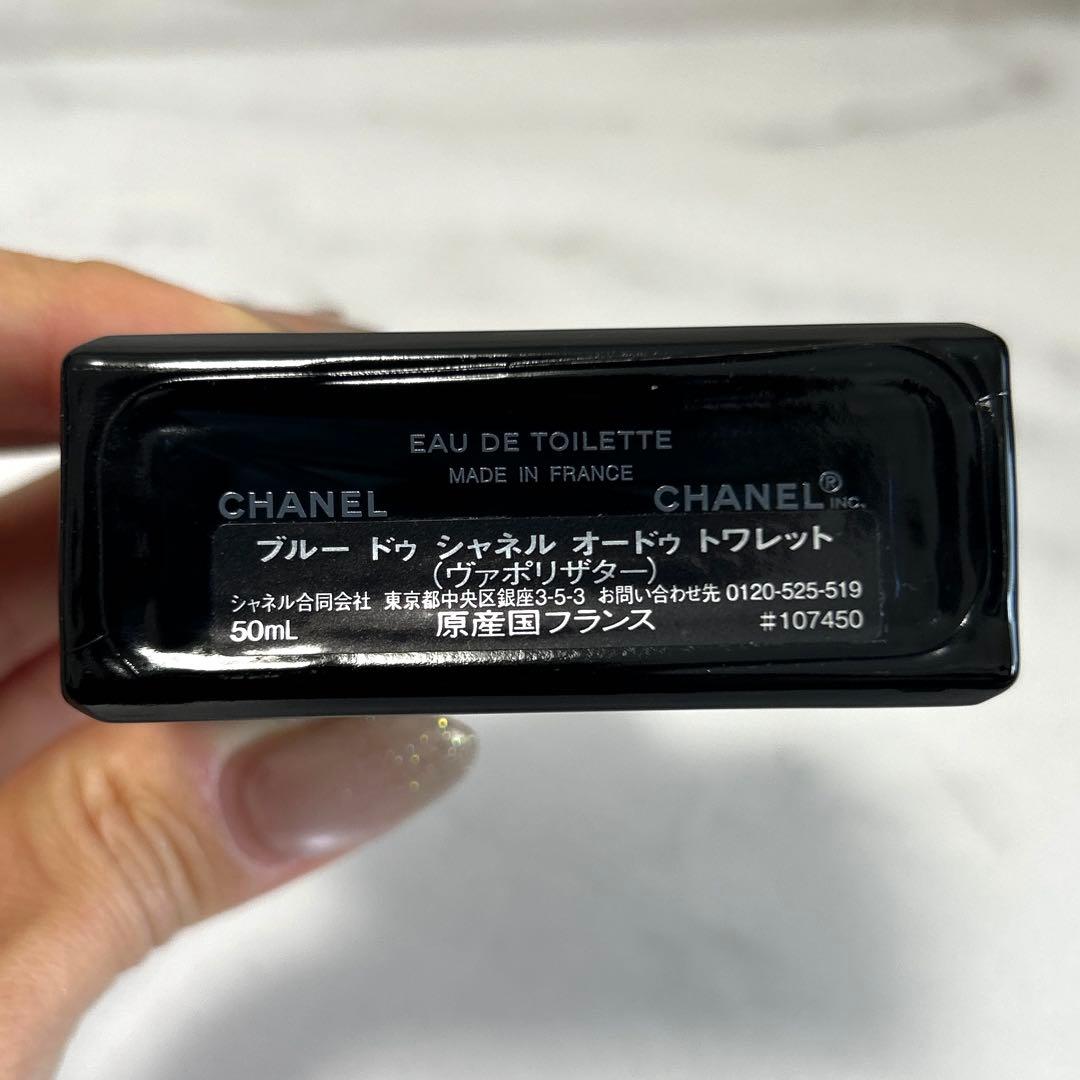 EAU DE TOILETTE
MADE IN FRANCE
CHANEL CHANEL® INC.
ブルー ドゥ シャネル オードゥ トワレット
(ヴァポリザター)
シャネル合同会社 東京都中央区銀座3-5-3 お問い合わせ先 0120-525-519
50mL 原産国フランス #107450